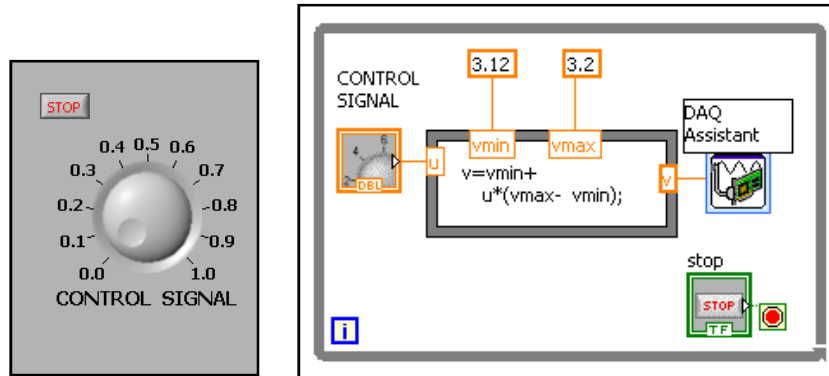 STOP
0.0
0.1
0.2
0.3
0.4
0.5
0.6
0.7
0.8
0.9
1.0
CONTROL SIGNAL
3.12
3.2
CONTROL
SIGNAL
2
4
6
DBL
u
vmin
vmax
v=vmin+
u*(vmax- vmin);
v
DAQ
Assistant
stop
STOP
TF
i